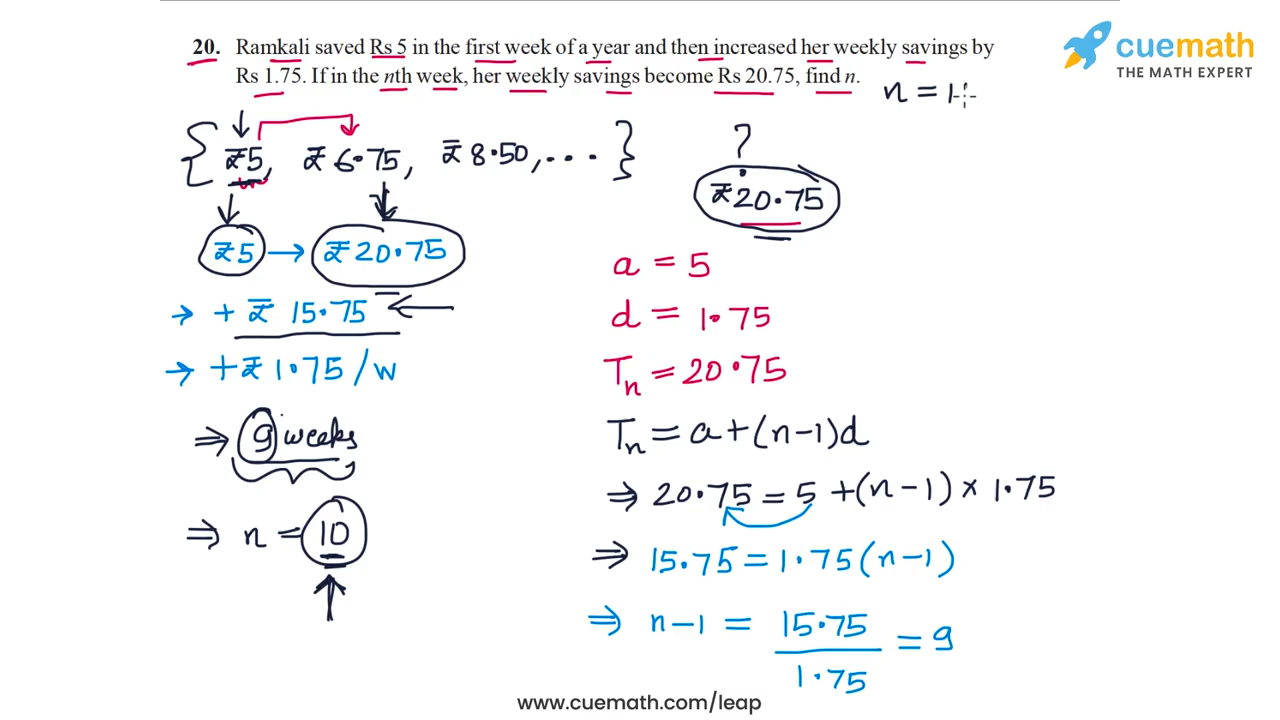 20. Ramkali saved Rs 5 in the first week of a year and then increased her weekly savings by
Rs 1.75. If in the nth week, her weekly savings become Rs 20.75, find n.
cuemath
THE MATH EXPERT
n = 1
{ ₹5, ₹6.75, ₹8.50, ... }
?
₹20.75
₹5 → ₹20.75
→ + ₹ 15.75 ←
→ +₹1.75/w
⇒ 9 weeks
⇒ n = 10
a = 5
d = 1.75
Tn = 20.75
Tn = a+(n-1)d
⇒ 20.75 = 5 +(n-1) × 1.75
⇒ 15.75 = 1.75(n-1)
⇒ n-1 = 15.75/1.75 = 9
www.cuemath.com/leap